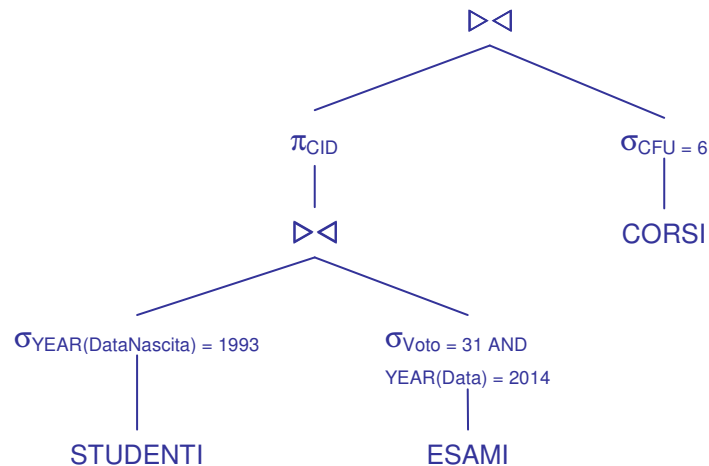 ▷◁
πCID
σCFU = 6
▷◁
CORSI
σYEAR(DataNascita) = 1993
σVoto = 31 AND
YEAR(Data) = 2014
STUDENTI
ESAMI